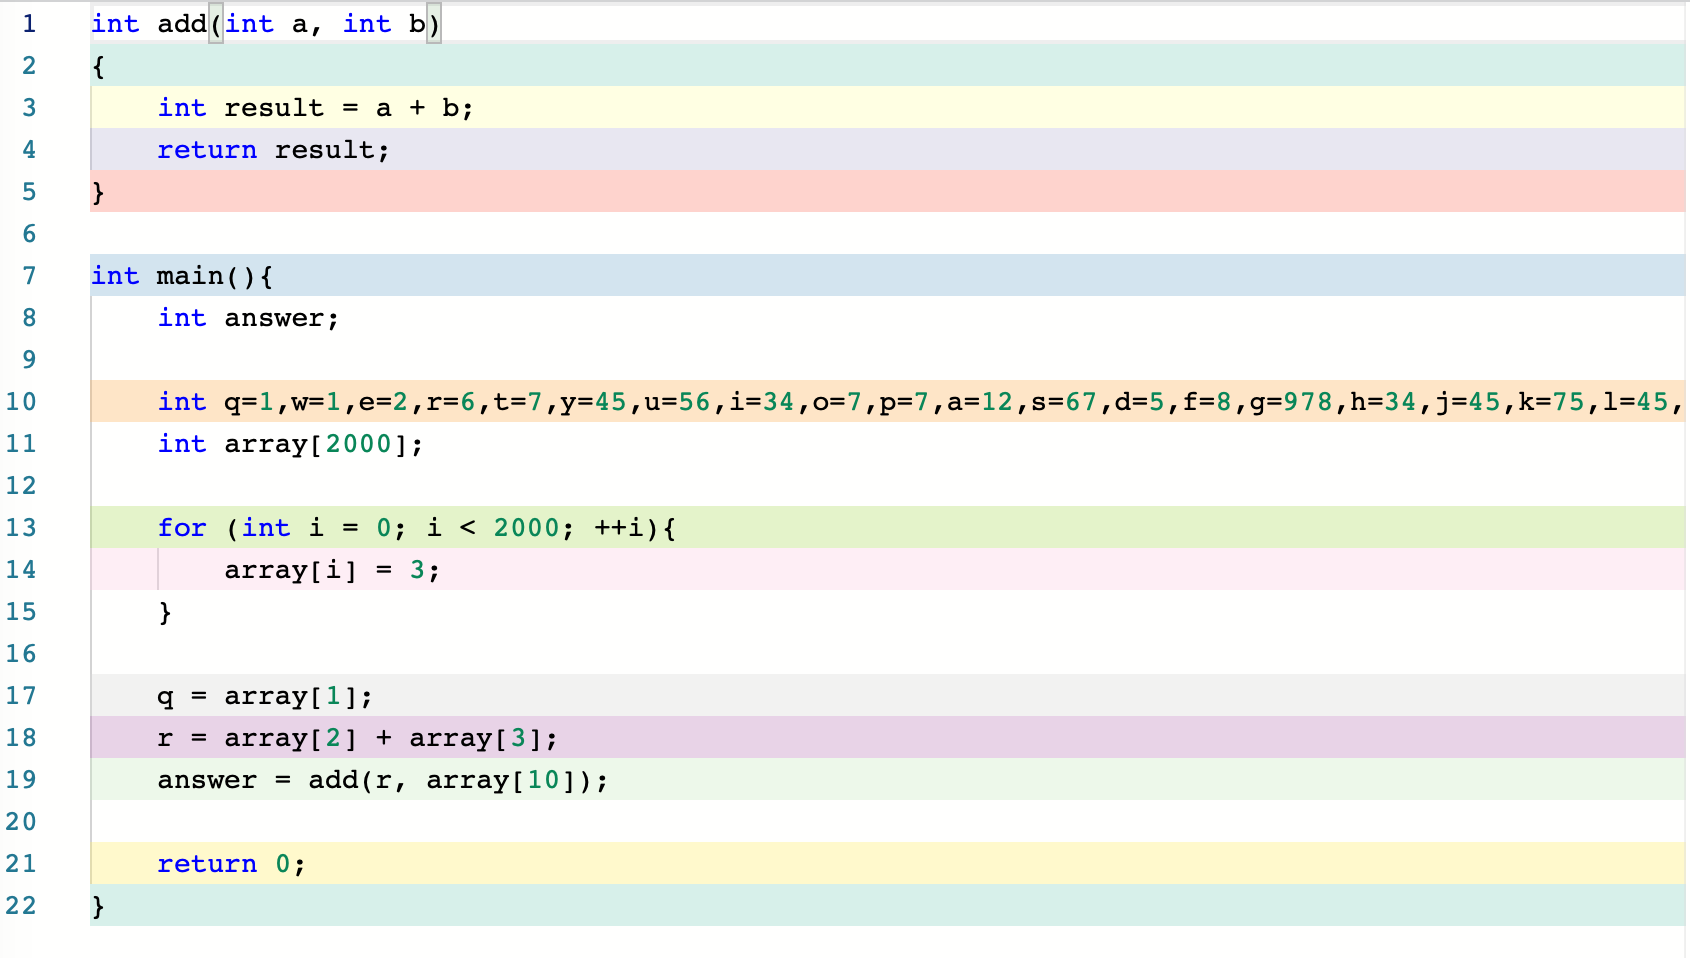 1 int add(int a, int b)
2 {
3 int result = a + b;
4 return result;
5 }
6
7 int main(){
8 int answer;
9
10 int q=1,w=1,e=2,r=6,t=7,y=45,u=56,i=34,o=7,p=7,a=12,s=67,d=5,f=8,g=978,h=34,j=45,k=75,l=45,
11 int array[2000];
12
13 for (int i = 0; i < 2000; ++i){
14 array[i] = 3;
15 }
16
17 q = array[1];
18 r = array[2] + array[3];
19 answer = add(r, array[10]);
20
21 return 0;
22 }